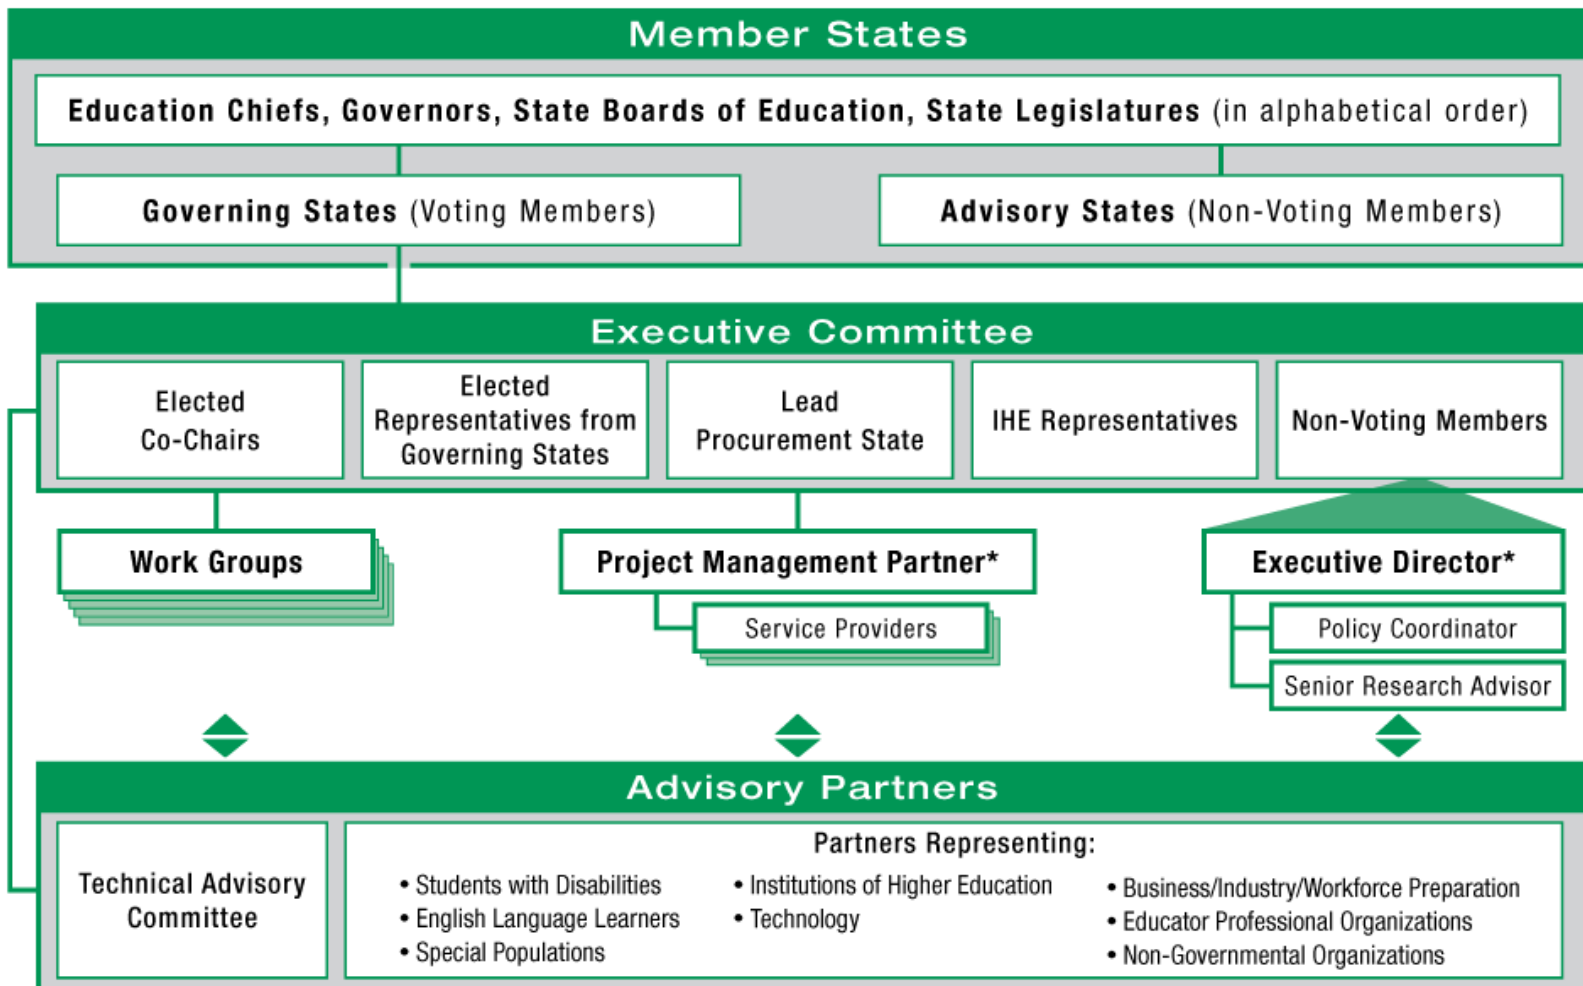 Member States
Education Chiefs, Governors, State Boards of Education, State Legislatures (in alphabetical order)
Governing States (Voting Members)
Advisory States (Non-Voting Members)
Executive Committee
Elected
Co-Chairs
Elected
Representatives from
Governing States
Lead
Procurement State
IHE Representatives
Non-Voting Members
Work Groups
Project Management Partner*
Service Providers
Executive Director*
Policy Coordinator
Senior Research Advisor
Advisory Partners
Technical Advisory
Committee
Partners Representing:
• Students with Disabilities
• English Language Learners
• Special Populations
• Institutions of Higher Education
• Technology
• Business/Industry/Workforce Preparation
• Educator Professional Organizations
• Non-Governmental Organizations